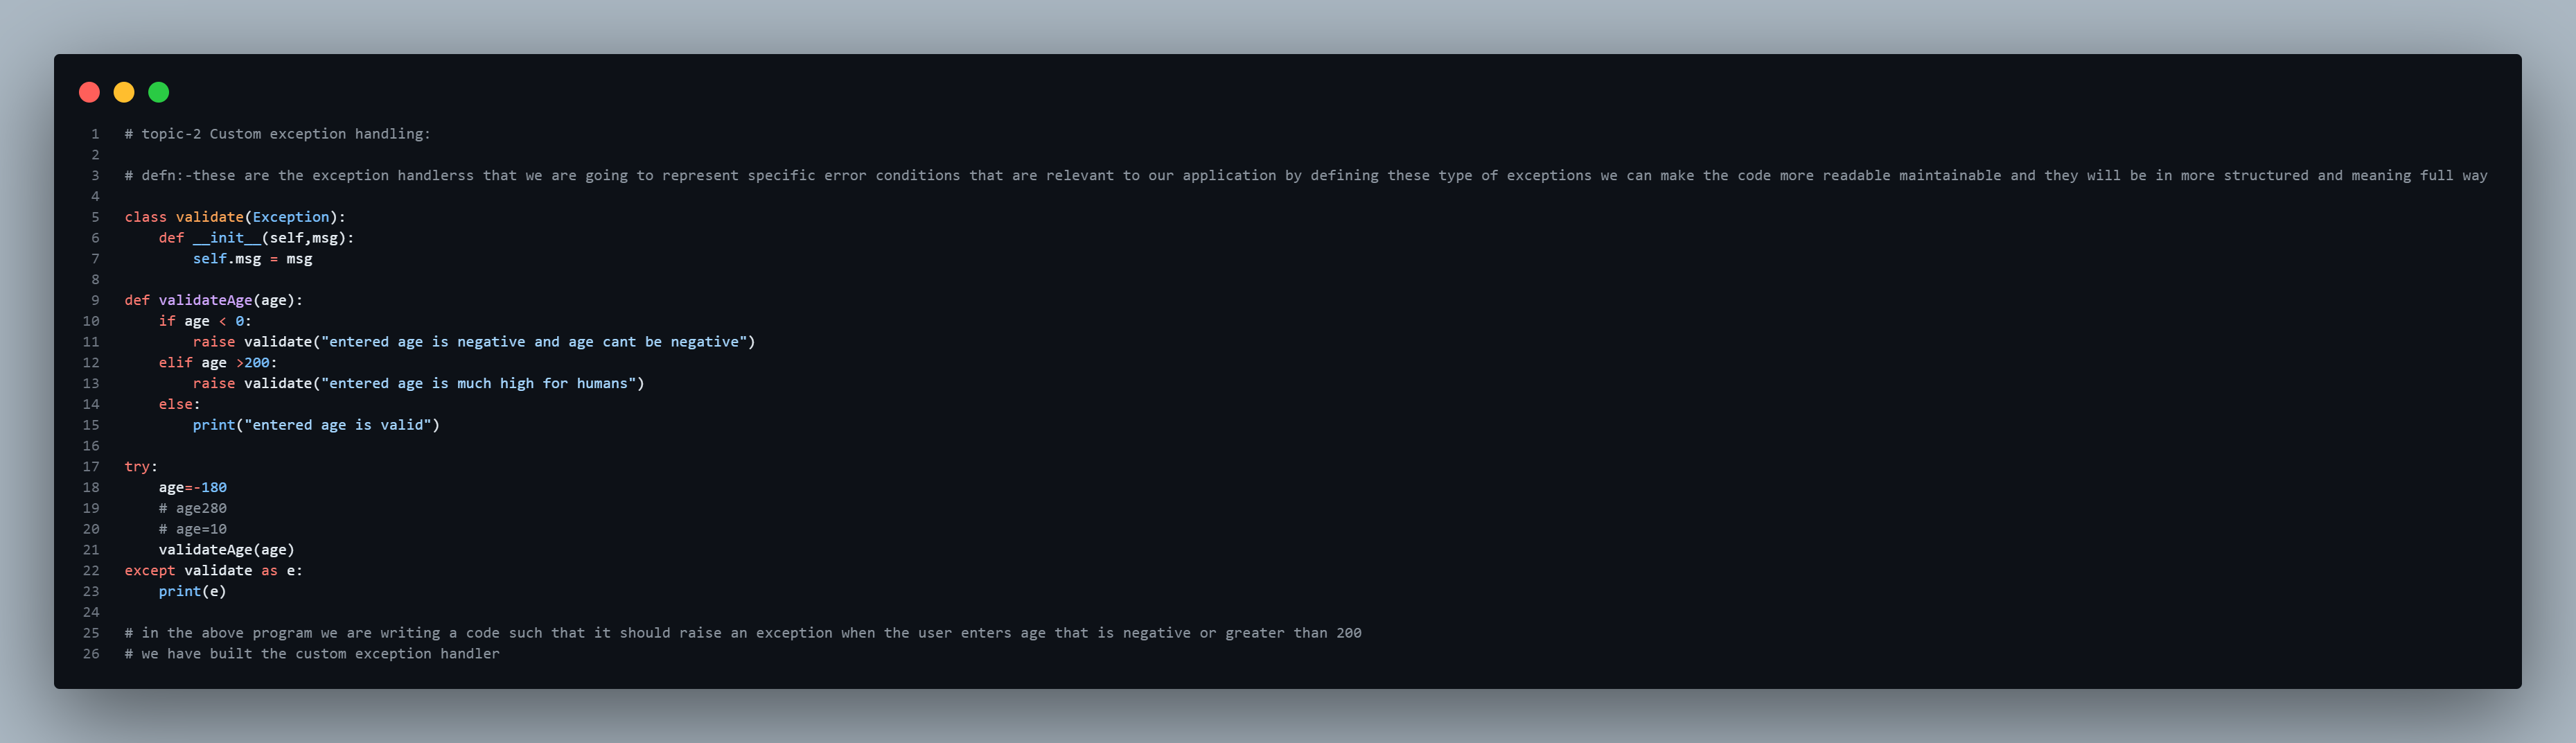 1 # topic-2 Custom exception handling:
2
3 # defn:-these are the exception handlerss that we are going to represent specific error conditions that are relevant to our application by defining these type of exceptions we can make the code more readable maintainable and they will be in more structured and meaning full way
4
5 class validate(Exception):
6     def __init__(self,msg):
7         self.msg = msg
8
9 def validateAge(age):
10     if age < 0:
11         raise validate("entered age is negative and age cant be negative")
12     elif age >200:
13         raise validate("entered age is much high for humans")
14     else:
15         print("entered age is valid")
16
17 try:
18     age=-180
19     # age280
20     # age=10
21     validateAge(age)
22 except validate as e:
23     print(e)
24
25 # in the above program we are writing a code such that it should raise an exception when the user enters age that is negative or greater than 200
26 # we have built the custom exception handler